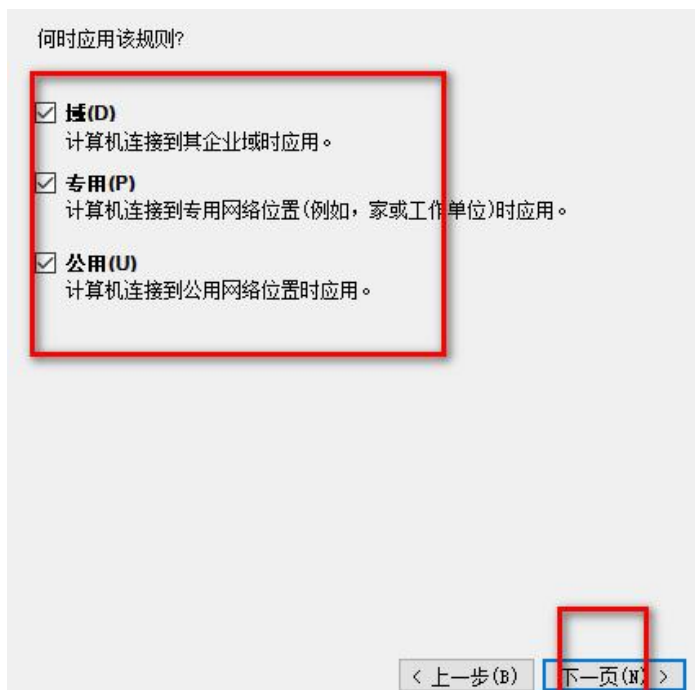 何时应用该规则?
域(D)
计算机连接到其企业域时应用。
专用(P)
计算机连接到专用网络位置(例如，家或工作单位)时应用。
公用(U)
计算机连接到公用网络位置时应用。
< 上一步(B)
下一页(N) >